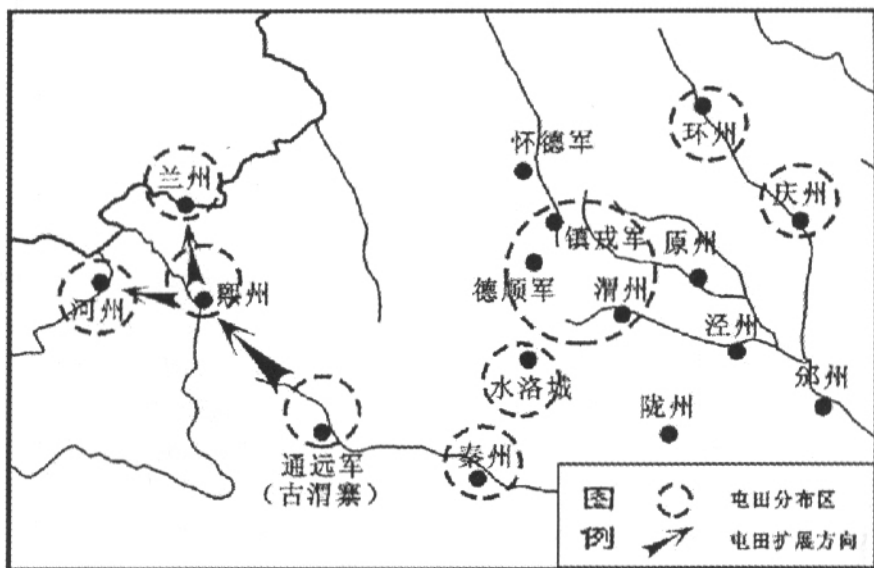 环州
怀德军
兰州
庆州
镇戎军
原州
德顺军
渭州
河州
熙州
泾州
水洛城
邠州
陇州
通远军
(古渭寨)
秦州
图例
屯田分布区
屯田扩展方向